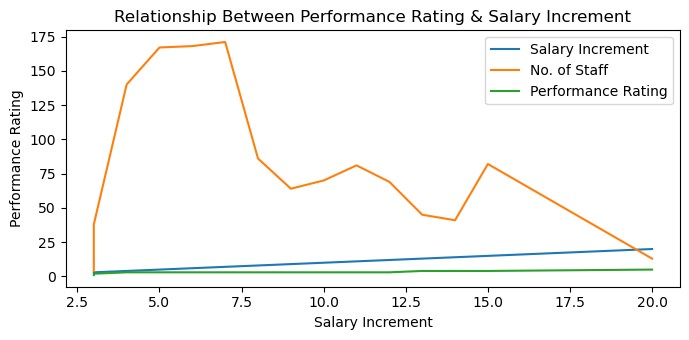 Relationship Between Performance Rating & Salary Increment
Salary Increment
No. of Staff
Performance Rating
Performance Rating
175
150
125
100
75
50
25
0
2.5
5.0
7.5
10.0
12.5
15.0
17.5
20.0
Salary Increment